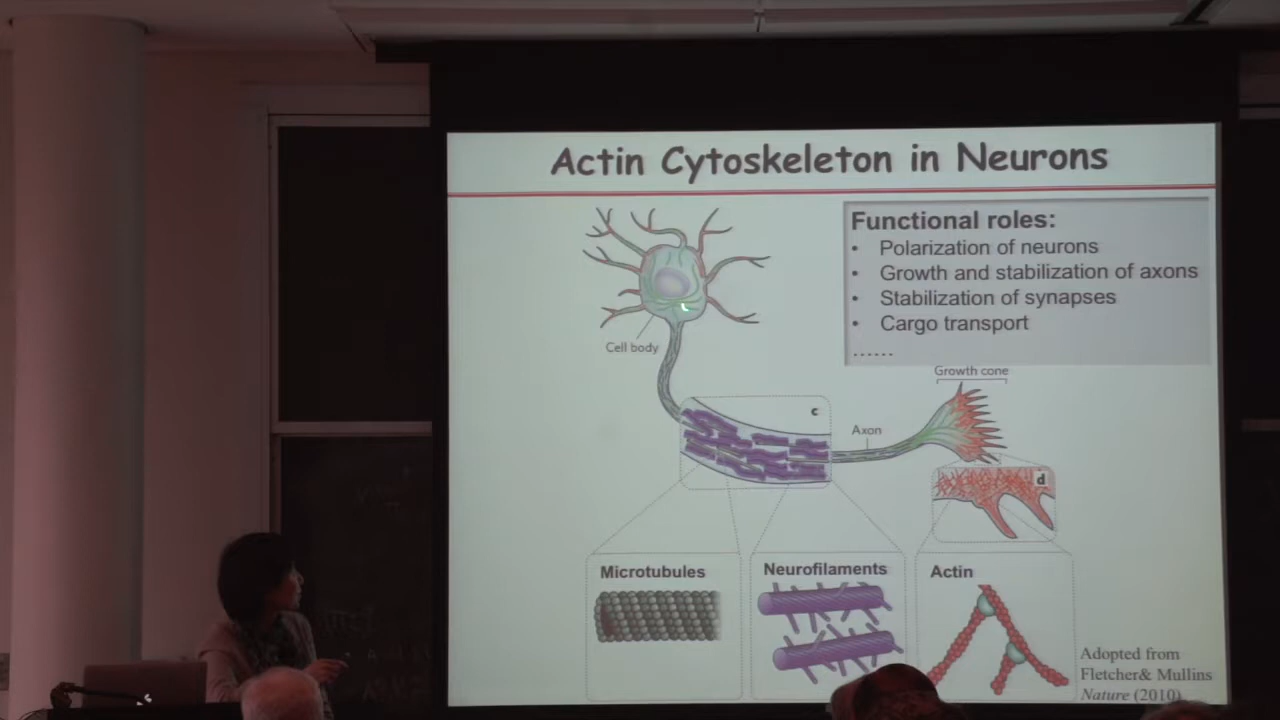 Actin Cytoskeleton in Neurons
Functional roles:
• Polarization of neurons
• Growth and stabilization of axons
• Stabilization of synapses
• Cargo transport
......
Cell body
Growth cone
c
Axon
d
Microtubules
Neurofilaments
Actin
Adopted from
Fletcher& Mullins
Nature (2010)